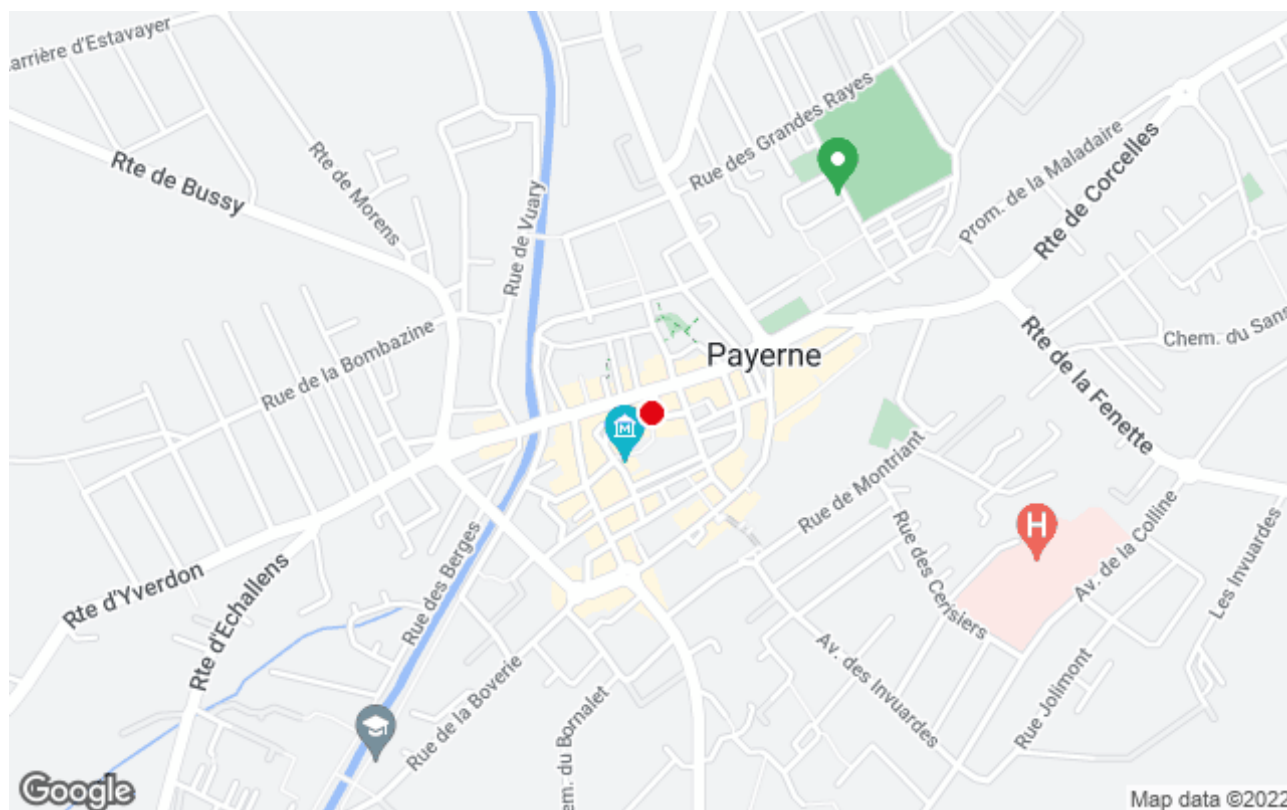 arrière d'Estavayer
Rte de Bussy
Rte de Morens
Rue de Vuary
Rue des Grandes Rayes
Prom. de la Maladaire
Rte de Corcelles
Rue de la Bombazine
Payerne
Chem. du Sans
Rte de la Fenette
M
Rue de Montriant
H
Rue des Cerisiers
Av. de la Colline
Les Invuardes
Rte d'Yverdon
Rte d'Echallens
Rue des Berges
Rue de la Boverie
em. du Bornalet
Av. des Invuardes
Rue Jolimont
Google
Map data ©2022